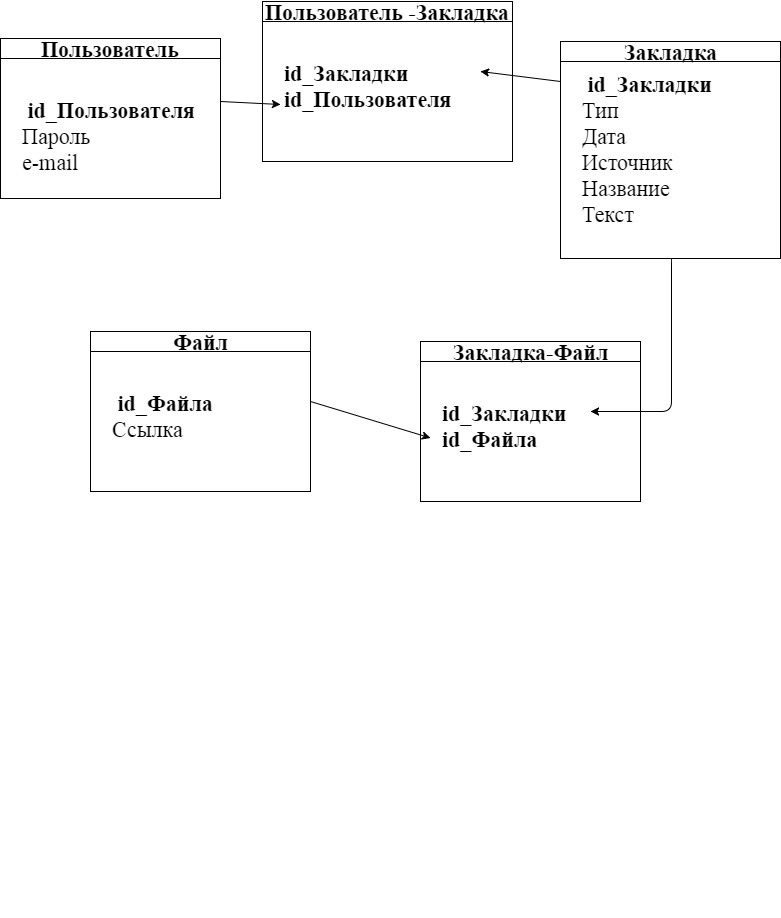 Пользователь
id_Пользователя
Пароль
e-mail
Пользователь -Закладка
id_Закладки
id_Пользователя
Закладка
id_Закладки
Тип
Дата
Источник
Название
Текст
Файл
id_Файла
Ссылка
Закладка-Файл
id_Закладки
id_Файла